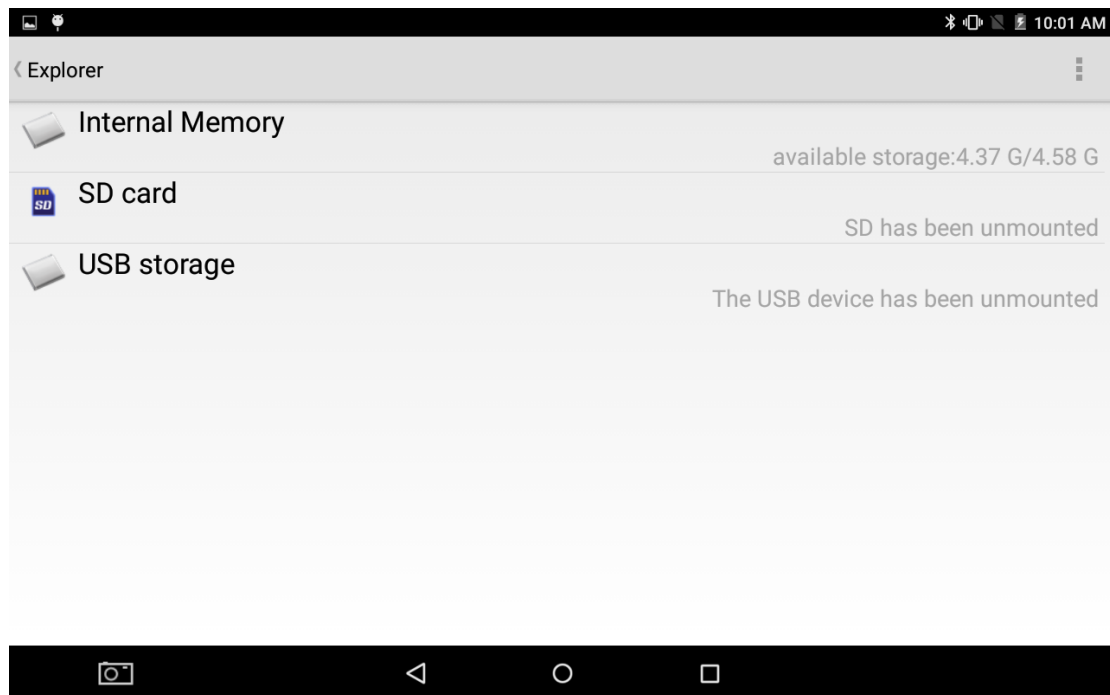 10:01 AM
Explorer
Internal Memory
available storage:4.37 G/4.58 G
SD card
SD
SD has been unmounted
USB storage
The USB device has been unmounted